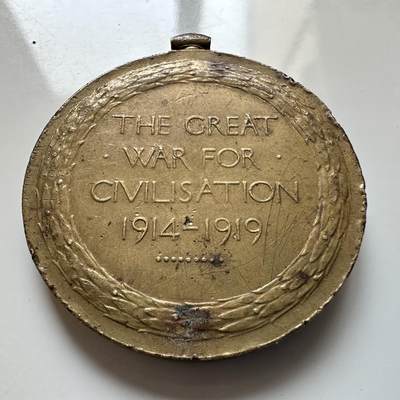 THE GREAT
· WAR FOR ·
CIVILISATION
1914-1919